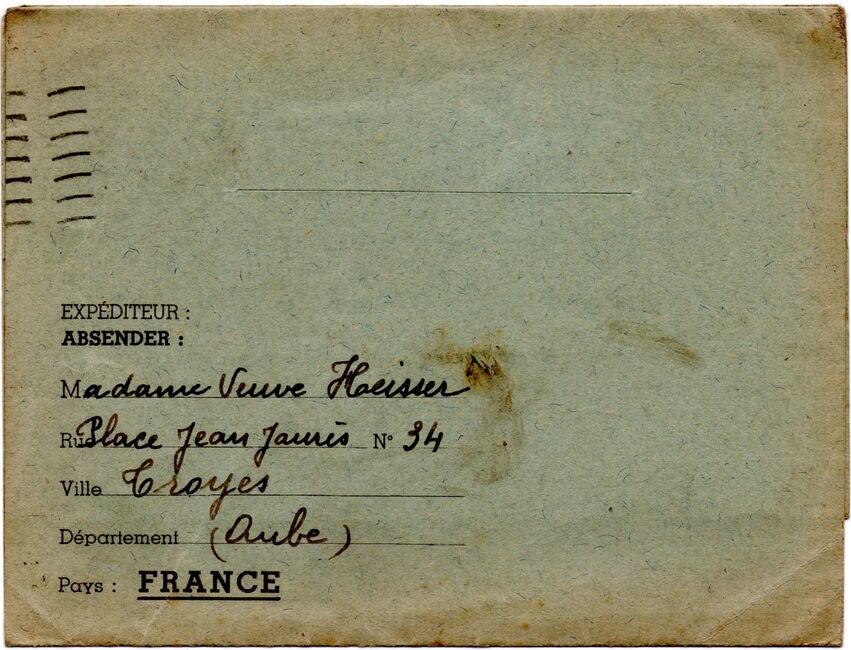 EXPÉDITEUR :
ABSENDER :
Madame Veuve Heisser
Rue Place Jean Jaurès N° 34
Ville Troyes
Département (Aube)
Pays : FRANCE